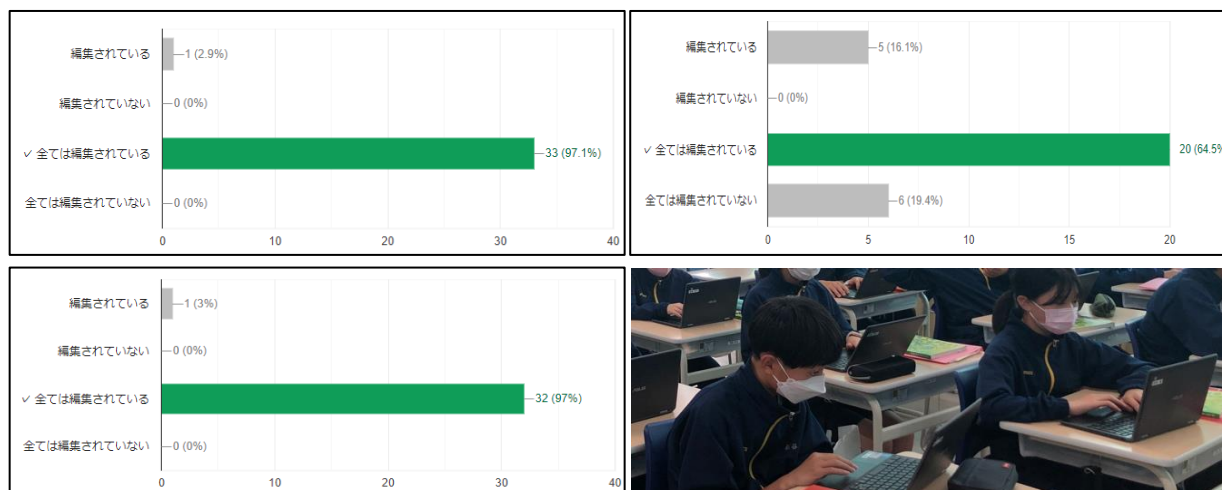 編集されている
1 (2.9%)
編集されていない
0 (0%)
✓ 全ては編集されている
33 (97.1%)
全ては編集されていない
0 (0%)
0 10 20 30 40
編集されている
5 (16.1%)
編集されていない
0 (0%)
✓ 全ては編集されている
20 (64.5%
全ては編集されていない
6 (19.4%)
0 5 10 15 20
編集されている
1 (3%)
編集されていない
0 (0%)
✓ 全ては編集されている
32 (97%)
全ては編集されていない
0 (0%)
0 10 20 30 40